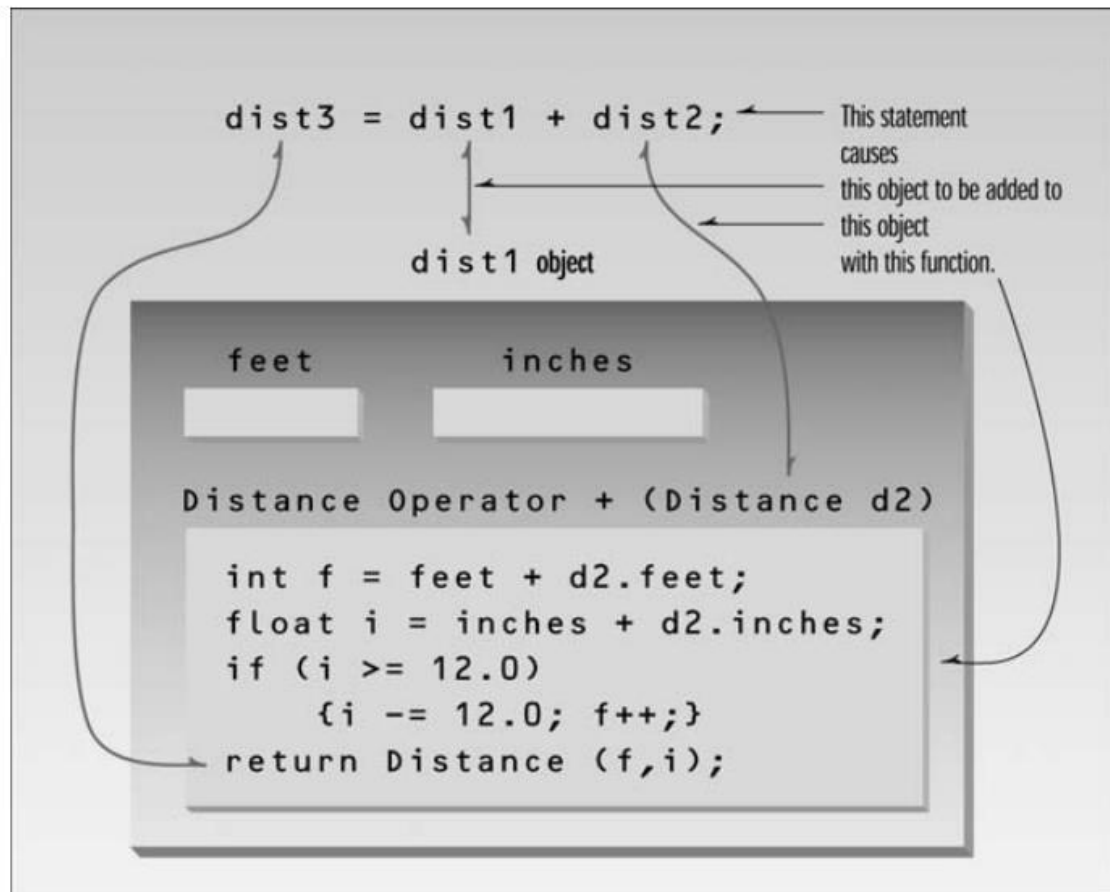 dist3 = dist1 + dist2;
This statement
causes
this object to be added to
this object
with this function.
dist1 object
feet
inches
Distance Operator + (Distance d2)
int f = feet + d2.feet;
float i = inches + d2.inches;
if (i >= 12.0)
{i -= 12.0; f++;}
return Distance (f,i);